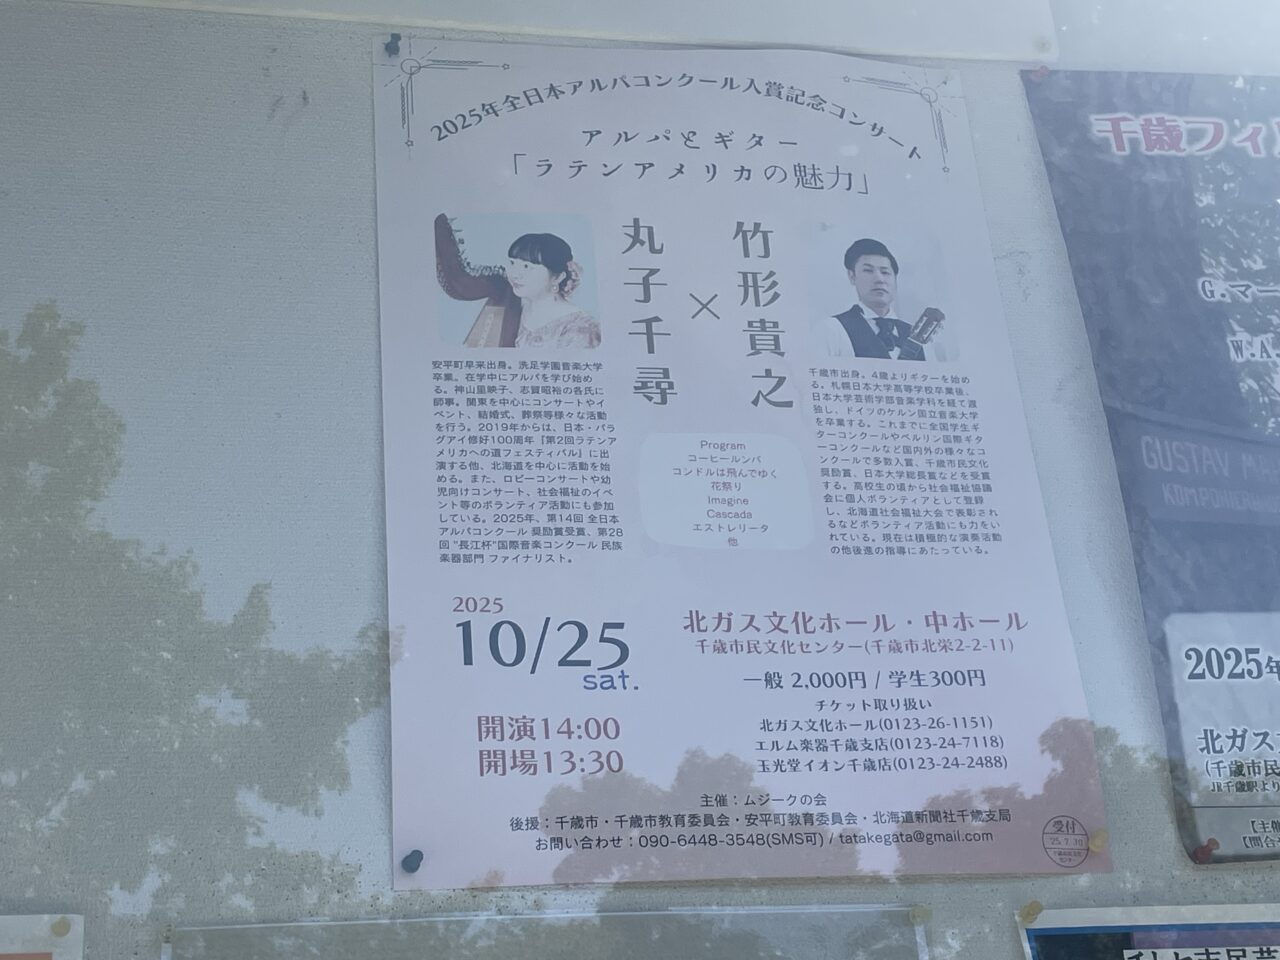 2025年全日本アルパコンクール入賞記念コンサート
アルパとギター
「ラテンアメリカの魅力」
丸子千尋
×
竹形貴之
安平町早来出身。洗足学園音楽大学
卒業。在学中にアルパを学び始め
る。神山里映子、志賀昭裕の各氏に
師事。関東を中心にコンサートやイ
ベント、結婚式、葬祭等様々な活動
を行う。2019年からは、日本・パラ
グアイ修好100周年『第2回ラテンア
メリカへの道フェスティバル』に出
演する他、北海道を中心に活動を始
める。また、ロビーコンサートや幼
児向けコンサート、社会福祉のイベ
ント等のボランティア活動にも参加
している。2025年、第14回 全日本
アルパコンクール 奨励賞受賞、第28
回 "長江杯"国際音楽コンクール 民族
楽器部門 ファイナリスト。
Program
コーヒールンバ
コンドルは飛んでゆく
花祭り
Imagine
Cascada
エストレリータ
他
千歳市出身。4歳よりギターを始め
る。札幌日本大学高等学校卒業後、
日本大学芸術学部音楽学科を経て渡
独し、ドイツのケルン国立音楽大学
を卒業する。これまでに全国学生ギ
ターコンクールやベルリン国際ギタ
ーコンクールなど国内外の様々なコ
ンクールで多数入賞、千歳市民文化
奨励賞、日本大学総長賞などを受賞
する。高校生の頃から社会福祉協議
会に個人ボランティアとして登録
し、北海道社会福祉大会で表彰され
るなどボランティア活動にも力をい
れている。現在は積極的な演奏活動
の他後進の指導にあたっている。
2025
10/25
sat.
開演14:00
開場13:30
北ガス文化ホール・中ホール
千歳市民文化センター(千歳市北栄2-2-11)
一般 2,000円 / 学生300円
チケット取り扱い
北ガス文化ホール(0123-26-1151)
エルム楽器千歳支店(0123-24-7118)
玉光堂イオン千歳店(0123-24-2488)
主催：ムジークの会
後援：千歳市・千歳市教育委員会・安平町教育委員会・北海道新聞社千歳支局
お問い合わせ：090-6448-3548(SMS可) / tatakegata@gmail.com
受付
'25.7.30
千歳フィ
G.マー
W.A.
GUSTAV
KOMPON
2025年
北ガス
(千歳市民
JR千歳駅より
【主催
【問合